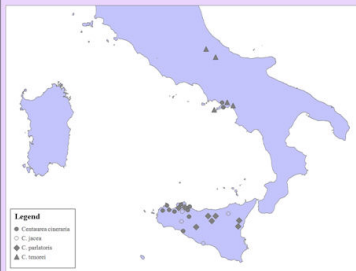 Legend
Centaurea cineraria
C. jacea
C. parlatoris
C. tenorei